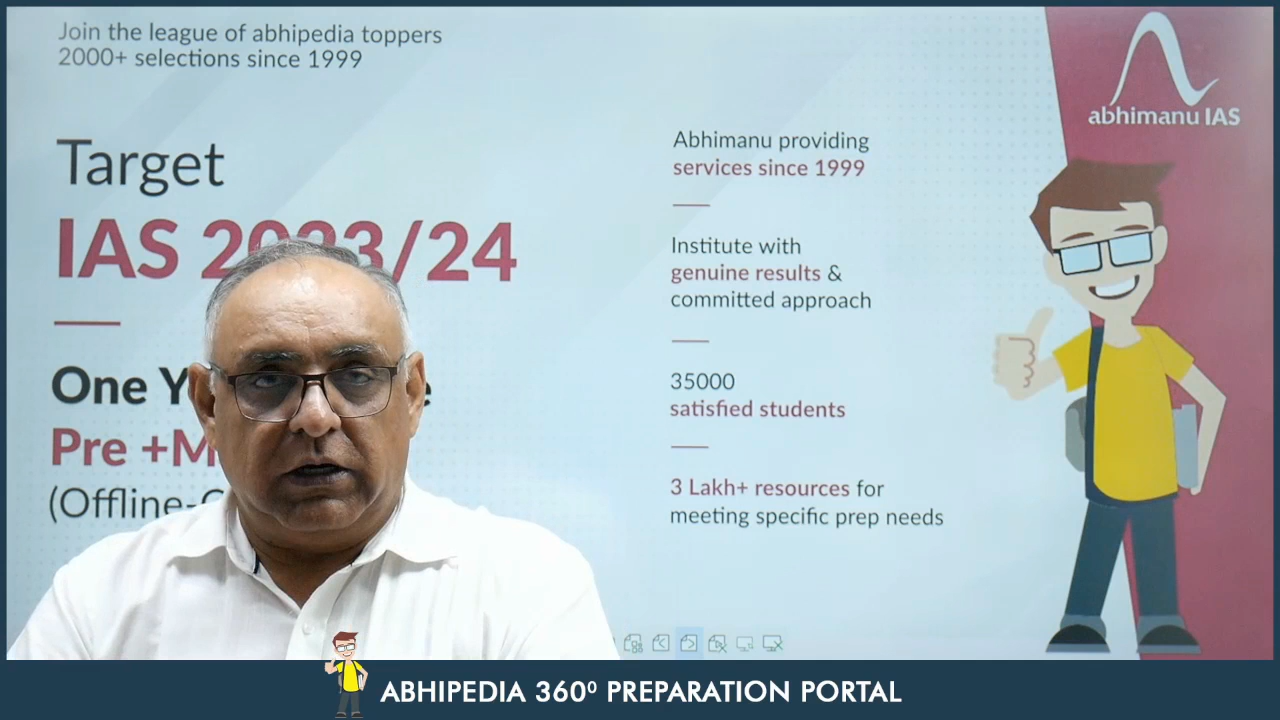 Join the league of abhipedia toppers
2000+ selections since 1999
Target
IAS 2023/24
One
Pre
(Offline-
Abhimanu providing
services since 1999
Institute with
genuine results &
committed approach
35000
satisfied students
3 Lakh+ resources for
meeting specific prep needs
abhimanu IAS
ABHIPEDIA 360º PREPARATION PORTAL